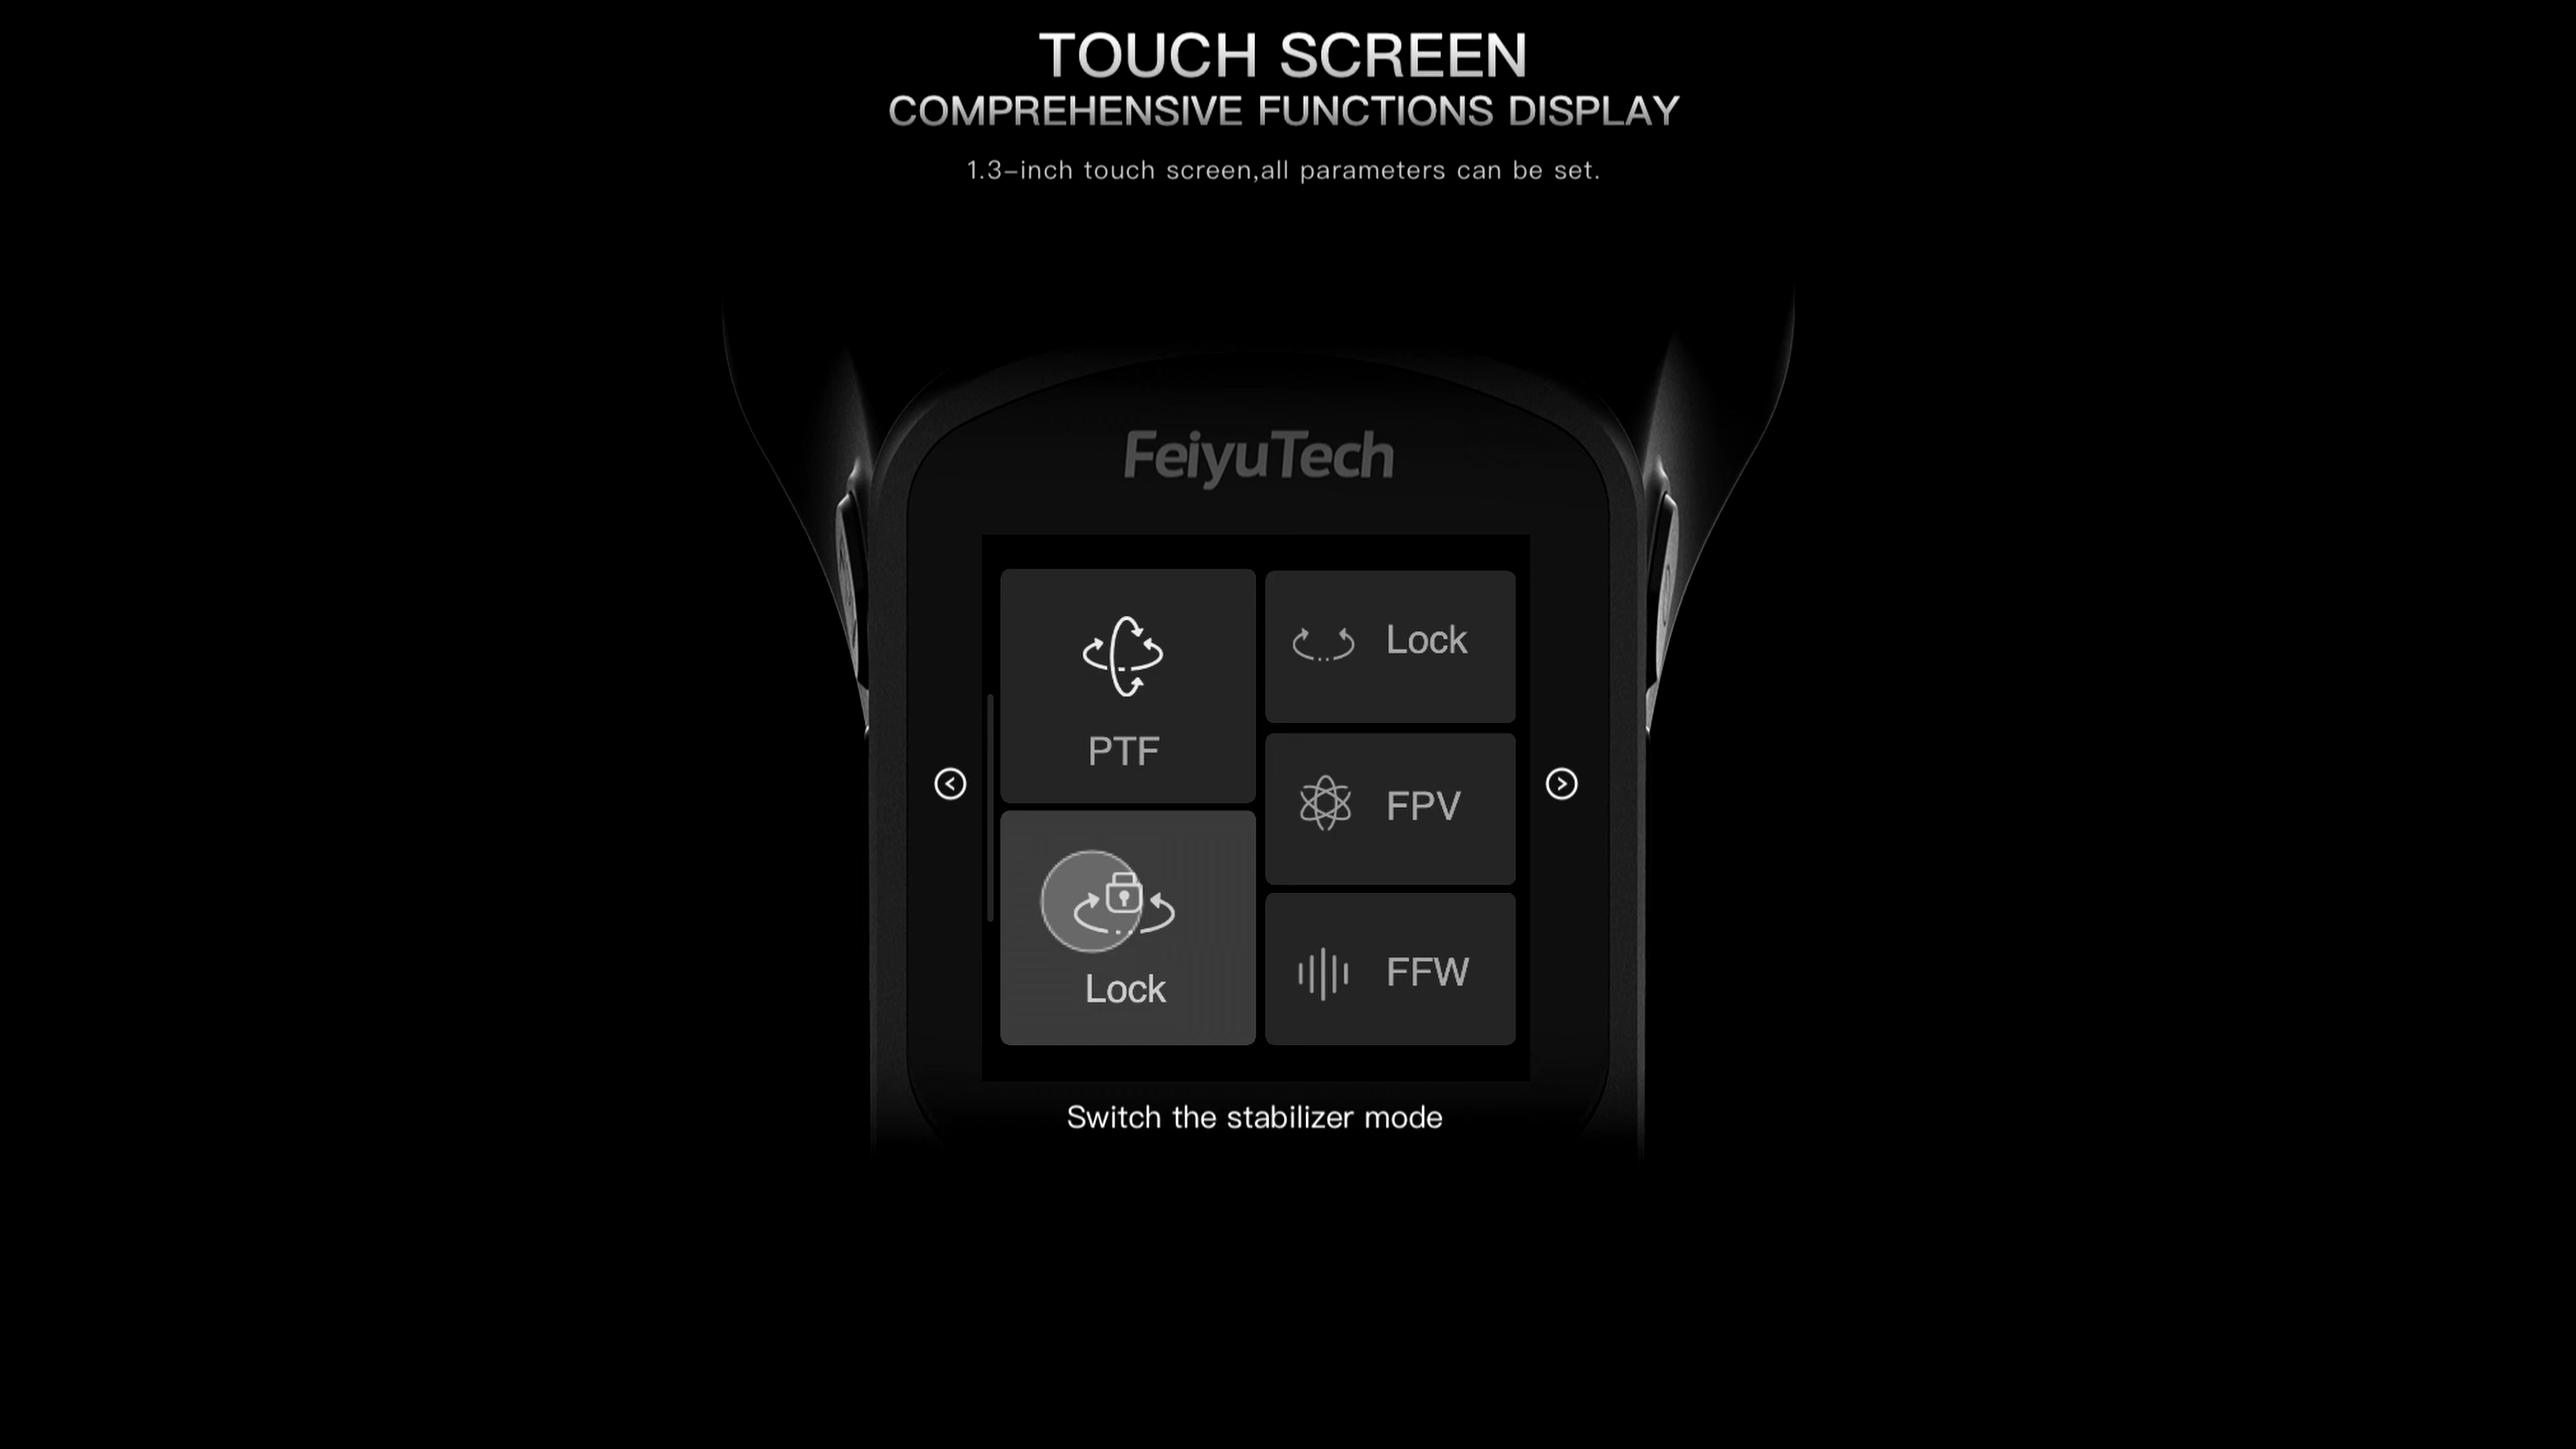 TOUCH SCREEN
COMPREHENSIVE FUNCTIONS DISPLAY
1.3-inch touch screen,all parameters can be set.
FeiyuTech
PTF
Lock
Lock
FPV
FFW
Switch the stabilizer mode